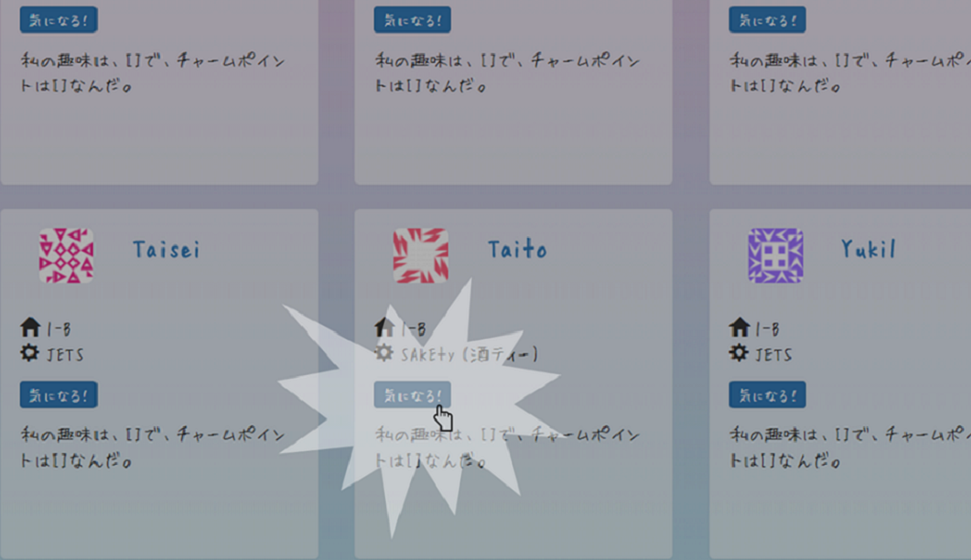 気になる!
私の趣味は、[]で、チャームポイン
トは[]なんだ。
気になる!
私の趣味は、[]で、チャームポイン
トは[]なんだ。
気になる!
私の趣味は、[]で、チャームポイ
トは[]なんだ。
Taisei
1-B
JETS
気になる!
私の趣味は、[]で、チャームポイン
トは[]なんだ。
Taito
1-B
SAKEty (酒ティー)
気になる!
私の趣味は、[]で、チャームポイン
トは[]なんだ。
Yukil
1-B
JETS
気になる!
私の趣味は、[]で、チャームポイ
トは[]なんだ。